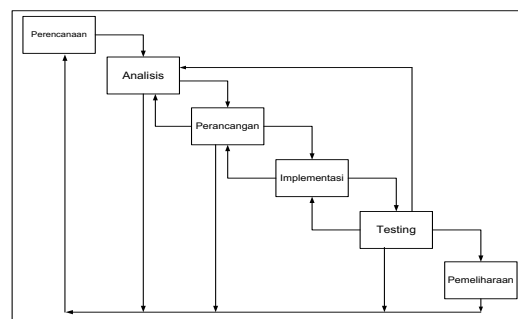 Perencanaan
Analisis
Perancangan
Implementasi
Testing
Pemeliharaan